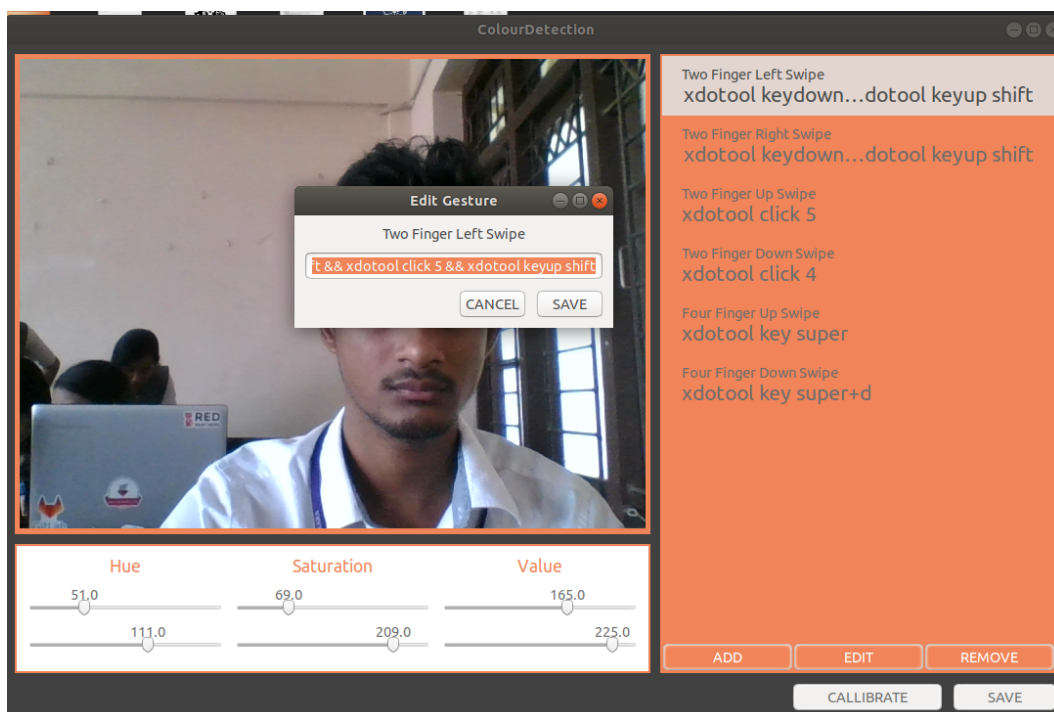 ColourDetection
Two Finger Left Swipe
xdotool keydown...dotool keyup shift
Two Finger Right Swipe
xdotool keydown...dotool keyup shift
Two Finger Up Swipe
xdotool click 5
Two Finger Down Swipe
xdotool click 4
Four Finger Up Swipe
xdotool key super
Four Finger Down Swipe
xdotool key super+d
Edit Gesture
Two Finger Left Swipe
ft && xdotool click 5 && xdotool keyup shift
CANCEL SAVE
RED
Hue Saturation Value
51.0 69.0 165.0
111.0 209.0 225.0
ADD EDIT REMOVE
CALLIBRATE SAVE